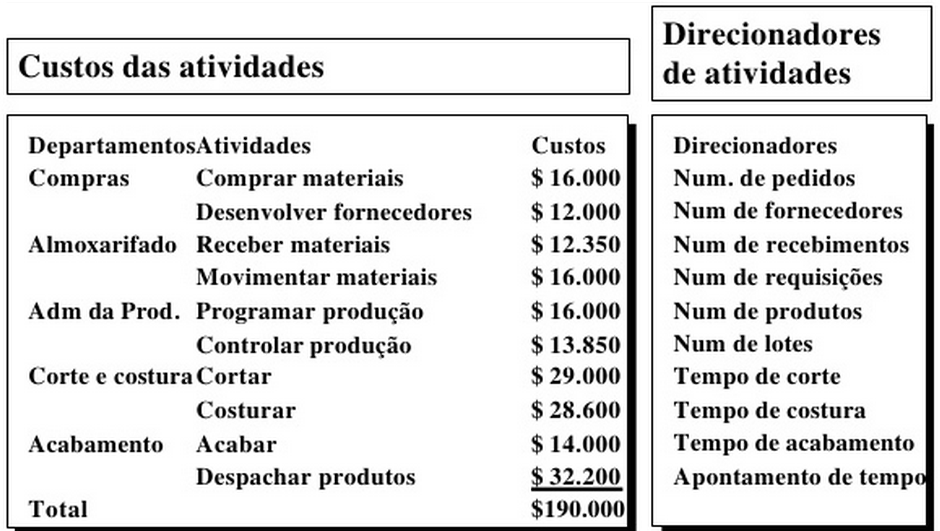 Custos das atividades
Direcionadores
de atividades
Departamentos Atividades Custos
Compras Comprar materiais $ 16.000
Desenvolver fornecedores $ 12.000
Almoxarifado Receber materiais $ 12.350
Movimentar materiais $ 16.000
Adm da Prod. Programar produção $ 16.000
Controlar produção $ 13.850
Corte e costura Cortar $ 29.000
Costurar $ 28.600
Acabamento Acabar $ 14.000
Despachar produtos $ 32.200
Total $190.000
Direcionadores
Num. de pedidos
Num de fornecedores
Num de recebimentos
Num de requisições
Num de produtos
Num de lotes
Tempo de corte
Tempo de costura
Tempo de acabamento
Apontamento de tempo